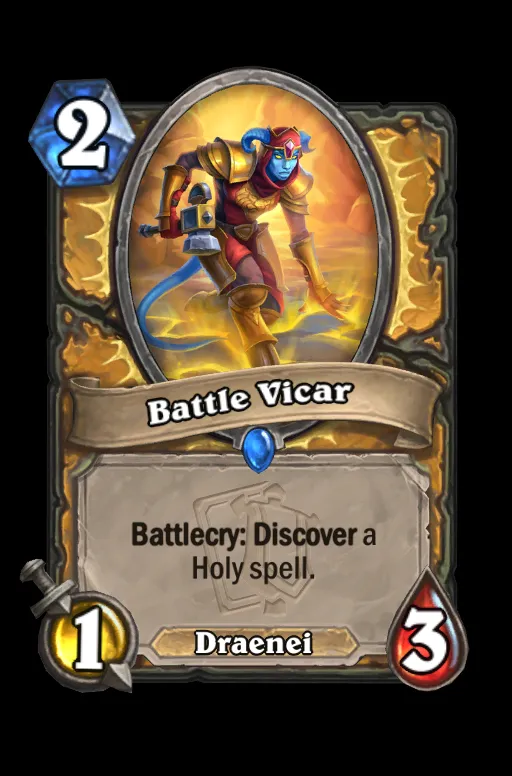 2
Battle Vicar
Battlecry: Discover a
Holy spell.
1
Draenei
3